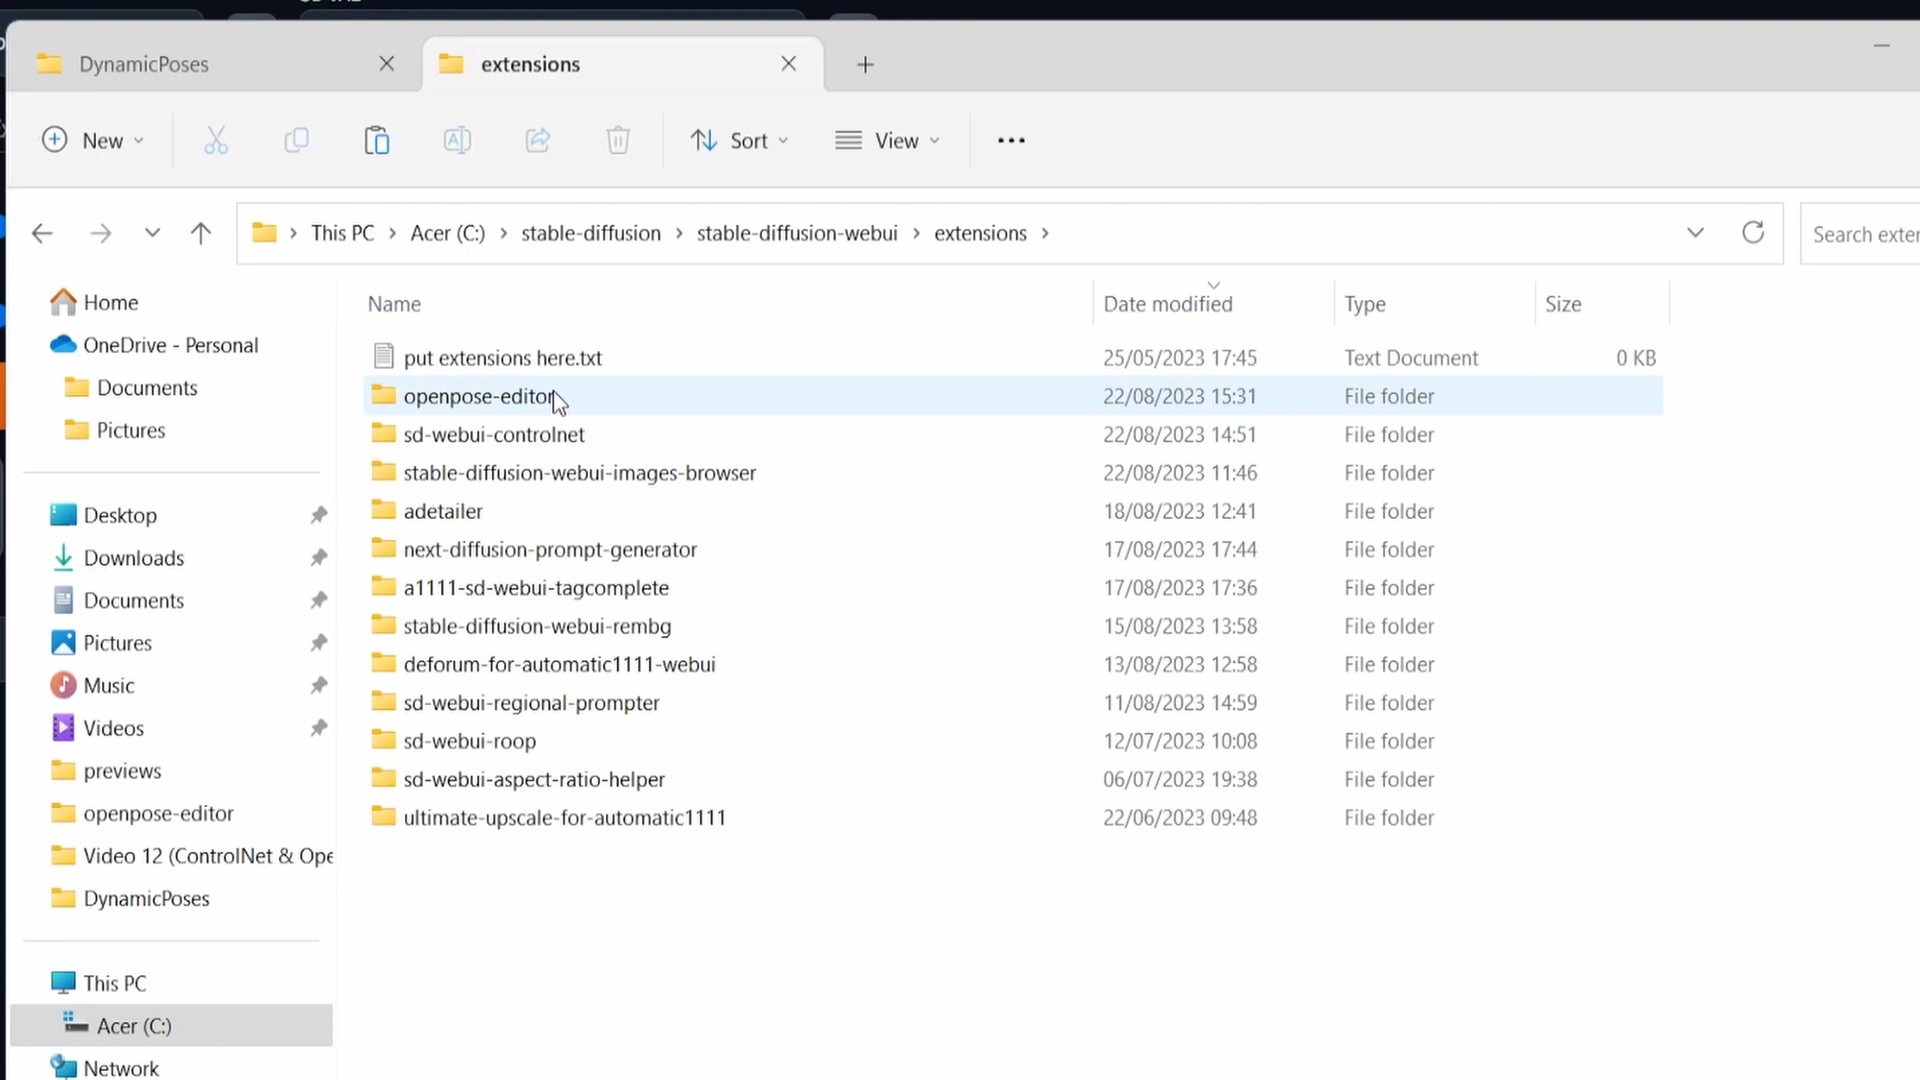 DynamicPoses
extensions
New
Sort
View
This PC
Acer (C:)
stable-diffusion
stable-diffusion-webui
extensions
Search exter
Home
OneDrive - Personal
Documents
Pictures
Desktop
Downloads
Documents
Pictures
Music
Videos
previews
openpose-editor
Video 12 (ControlNet & Ope
DynamicPoses
This PC
Acer (C:)
Network
Name Date modified Type Size
put extensions here.txt 25/05/2023 17:45 Text Document 0 KB
openpose-editor 22/08/2023 15:31 File folder
sd-webui-controlnet 22/08/2023 14:51 File folder
stable-diffusion-webui-images-browser 22/08/2023 11:46 File folder
adetailer 18/08/2023 12:41 File folder
next-diffusion-prompt-generator 17/08/2023 17:44 File folder
a1111-sd-webui-tagcomplete 17/08/2023 17:36 File folder
stable-diffusion-webui-rembg 15/08/2023 13:58 File folder
deforum-for-automatic1111-webui 13/08/2023 12:58 File folder
sd-webui-regional-prompter 11/08/2023 14:59 File folder
sd-webui-roop 12/07/2023 10:08 File folder
sd-webui-aspect-ratio-helper 06/07/2023 19:38 File folder
ultimate-upscale-for-automatic1111 22/06/2023 09:48 File folder